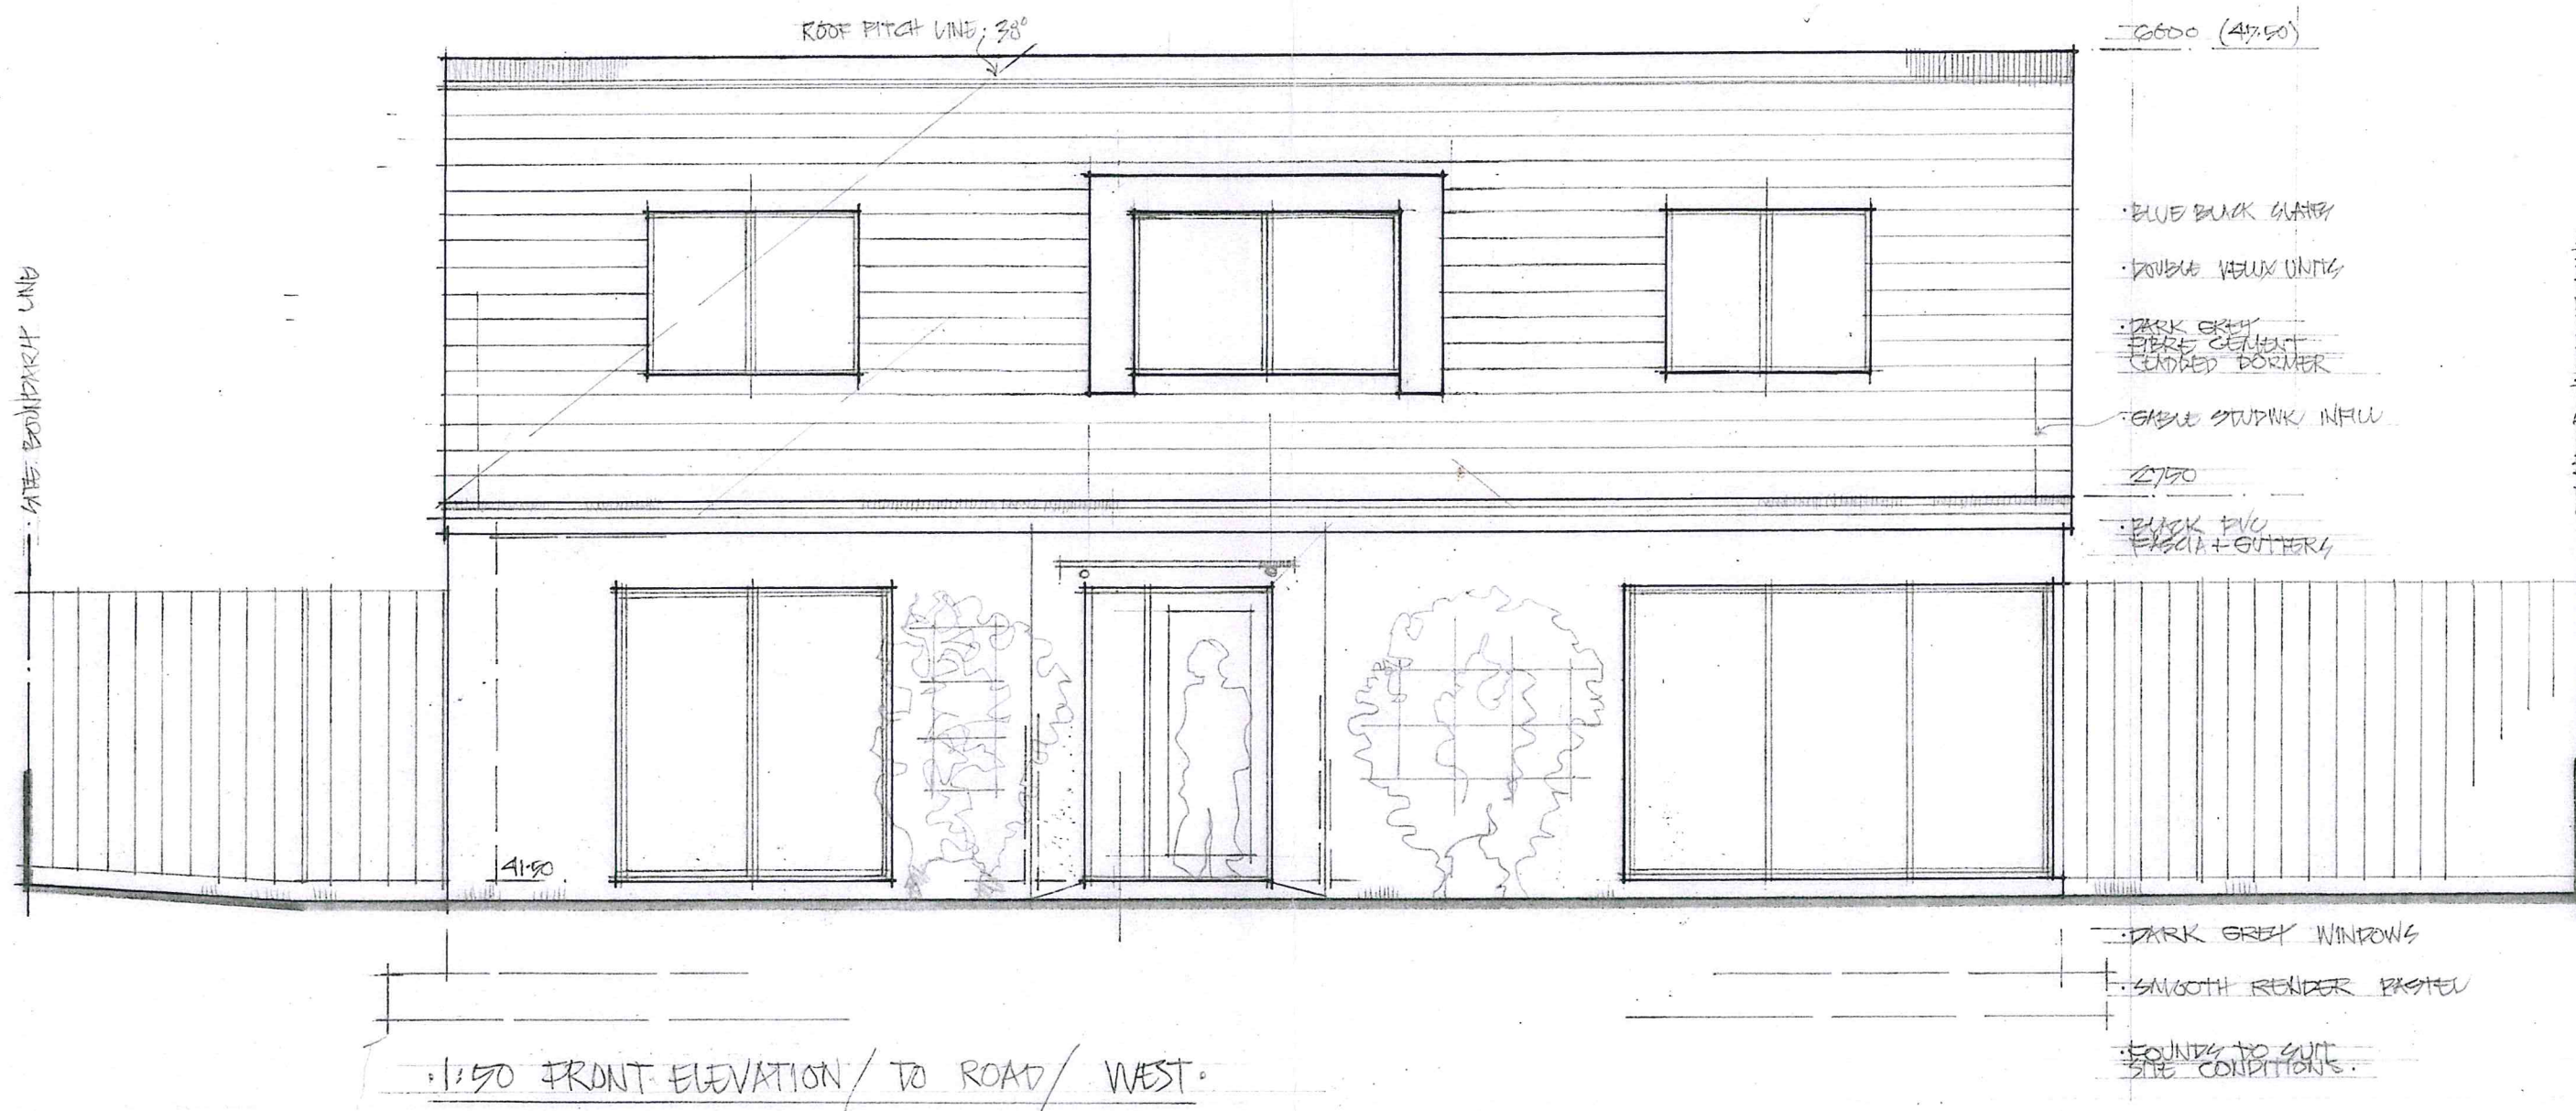 ROOF PITCH LINE; 38°
6000 (47.50)
· SITE BOUNDARY LINE
· BLUE BLACK SLATES
· DOUBLE VELUX UNITS
· DARK GREY
FIBRE CEMENT
CLADDED DORMER
· GABLE STUDWK INFILL
2750
· BLACK PVC
FASCIA + GUTTERS
41.50
· DARK GREY WINDOWS
· SMOOTH RENDER PASTEL
· FOUNDS TO SUIT
SITE CONDITIONS.
· 1:50 FRONT ELEVATION / TO ROAD / WEST ·